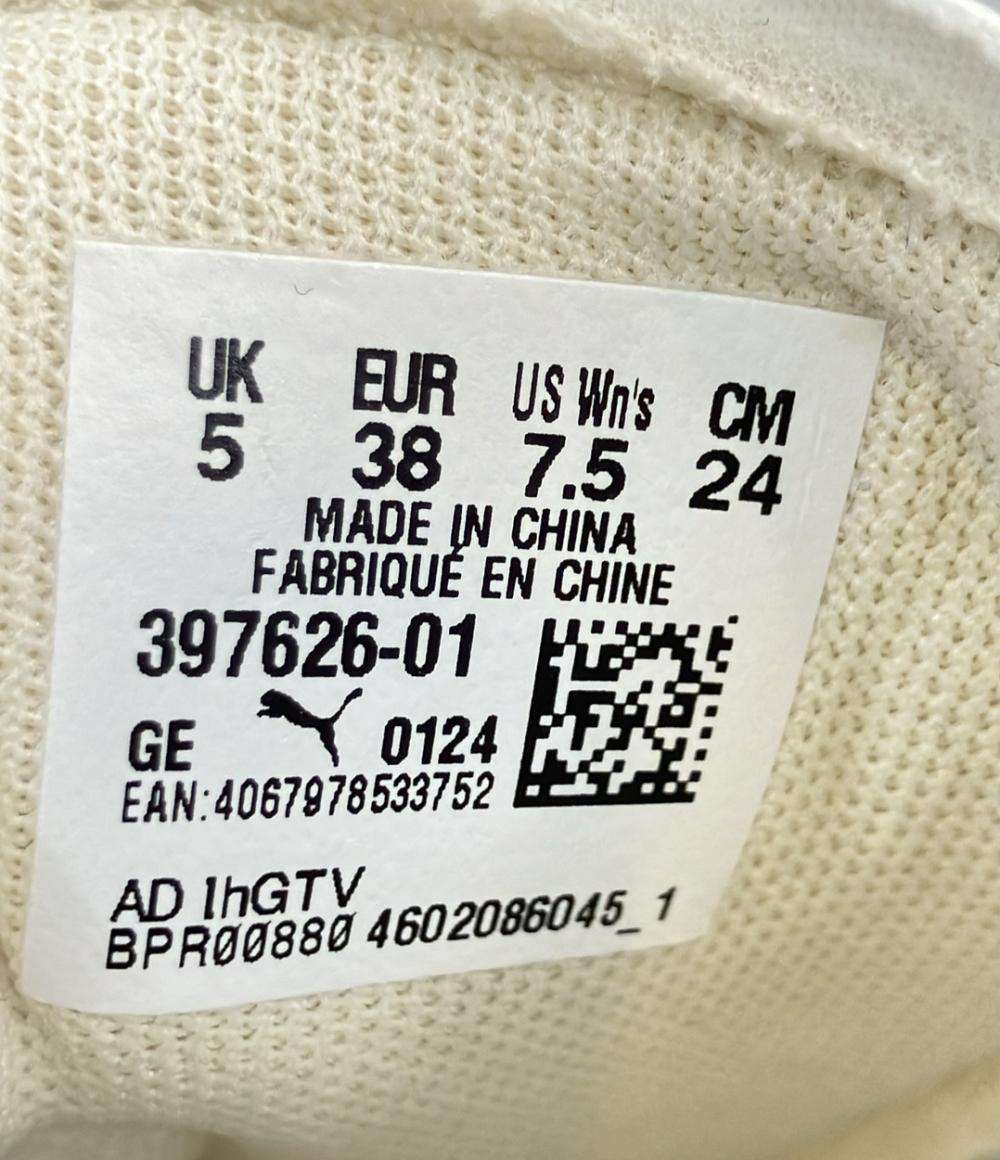 UK EUR US Wn's CM
5 38 7.5 24
MADE IN CHINA
FABRIQUÉ EN CHINE
397626-01
GE 0124
EAN:4067978533752
AD 1hGTV
BPR00880 4602086045_1